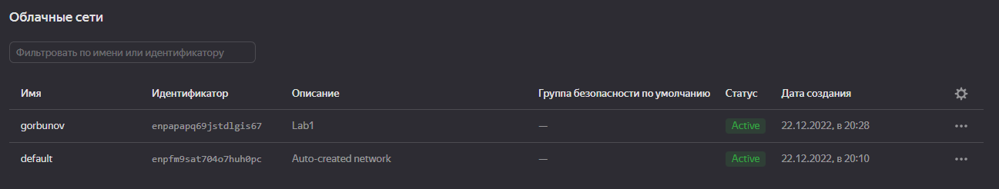 Облачные сети
Фильтровать по имени или идентификатору
Имя Идентификатор Описание Группа безопасности по умолчанию Статус Дата создания
gorbunov enpapapq69jstdlgis67 Lab1 — Active 22.12.2022, в 20:28
default enpfm9sat704o7huh0pc Auto-created network — Active 22.12.2022, в 20:10